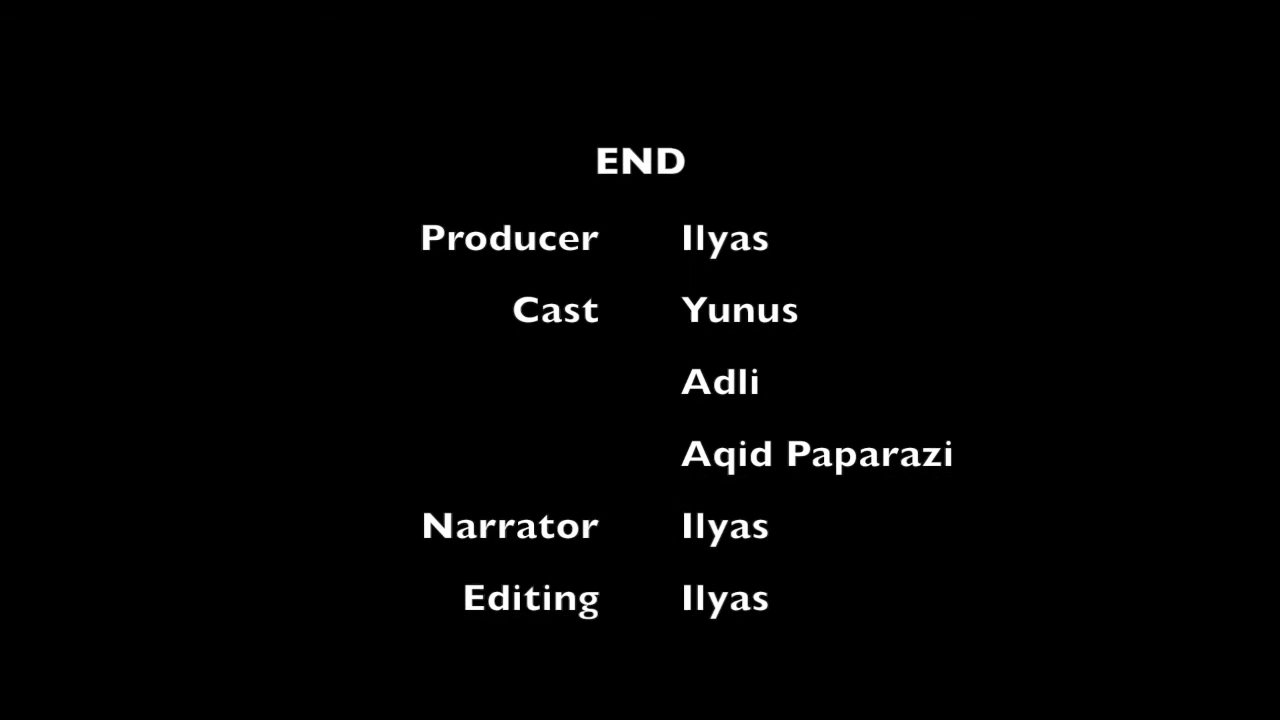 END
Producer Ilyas
Cast Yunus
Adli
Aqid Paparazi
Narrator Ilyas
Editing Ilyas